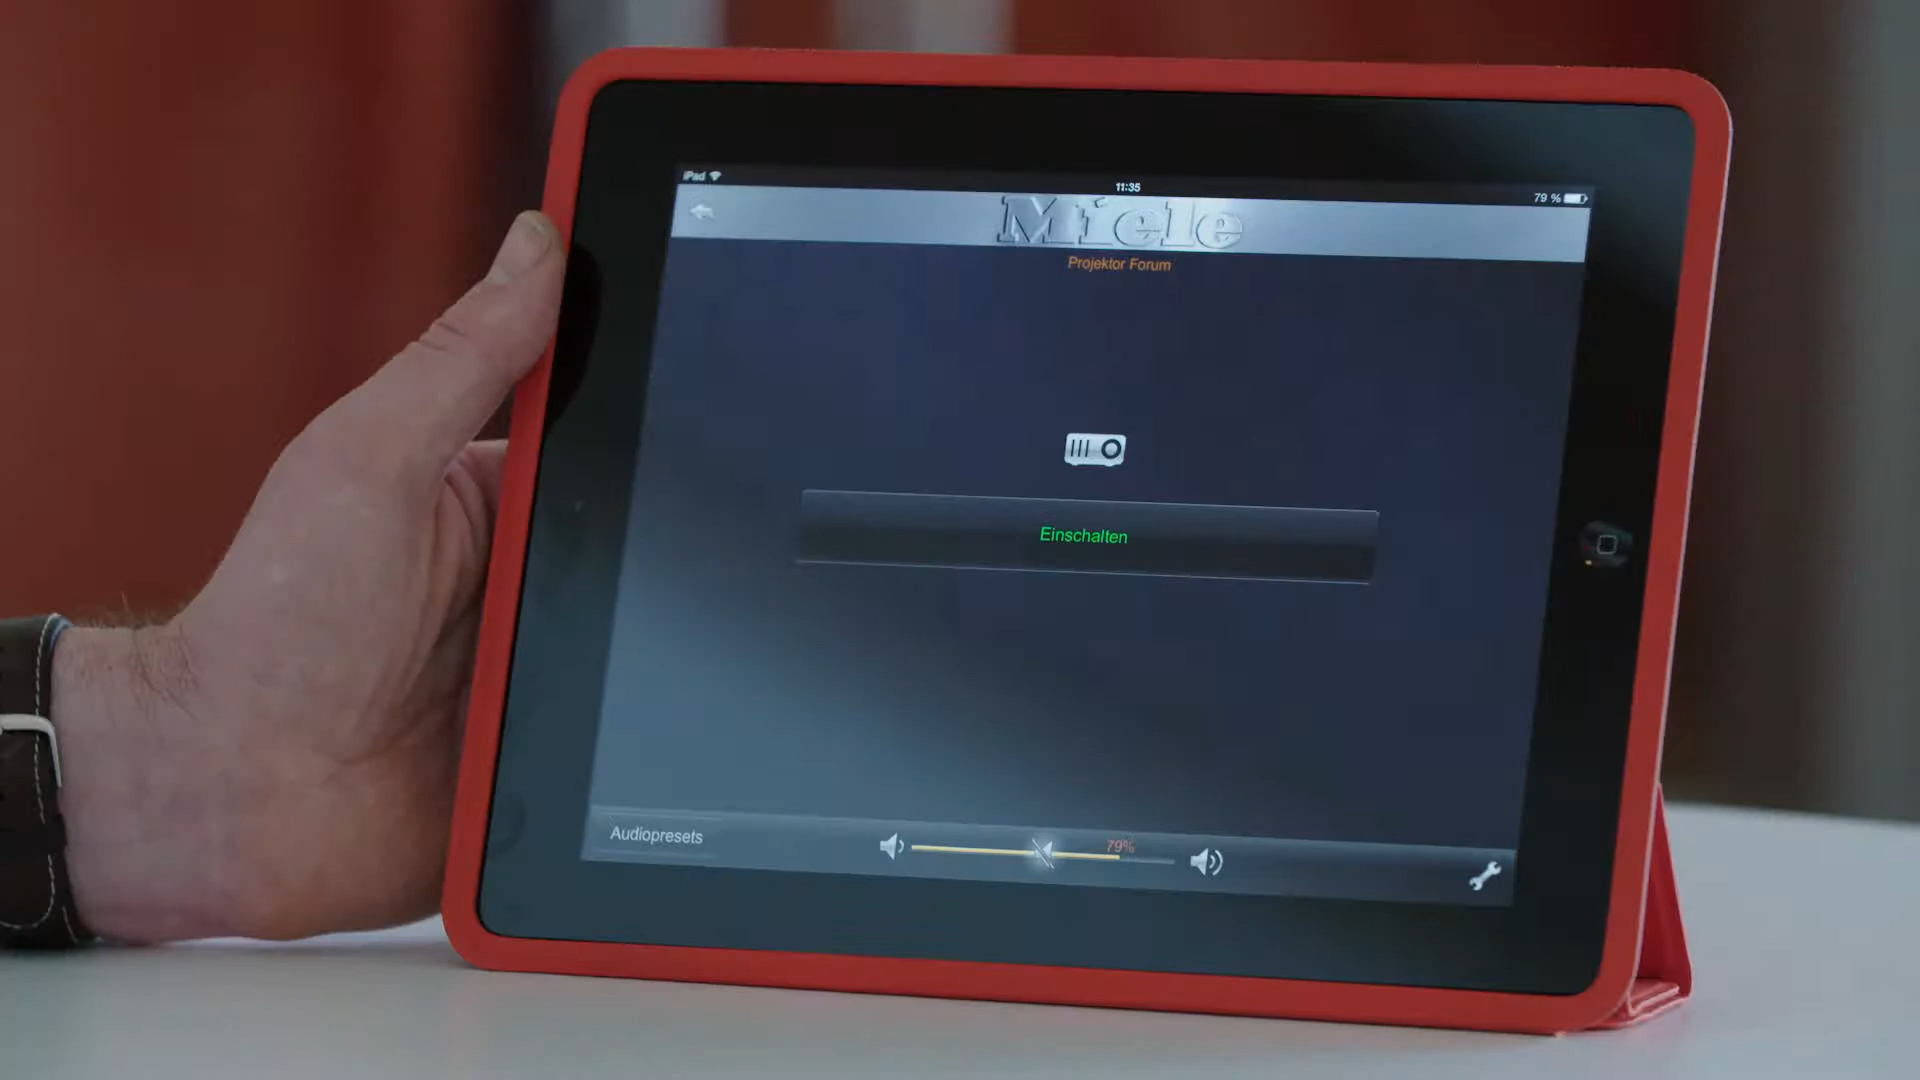 iPad
11:35
79 %
Miele
Projektor Forum
Einschalten
Audiopresets
79%